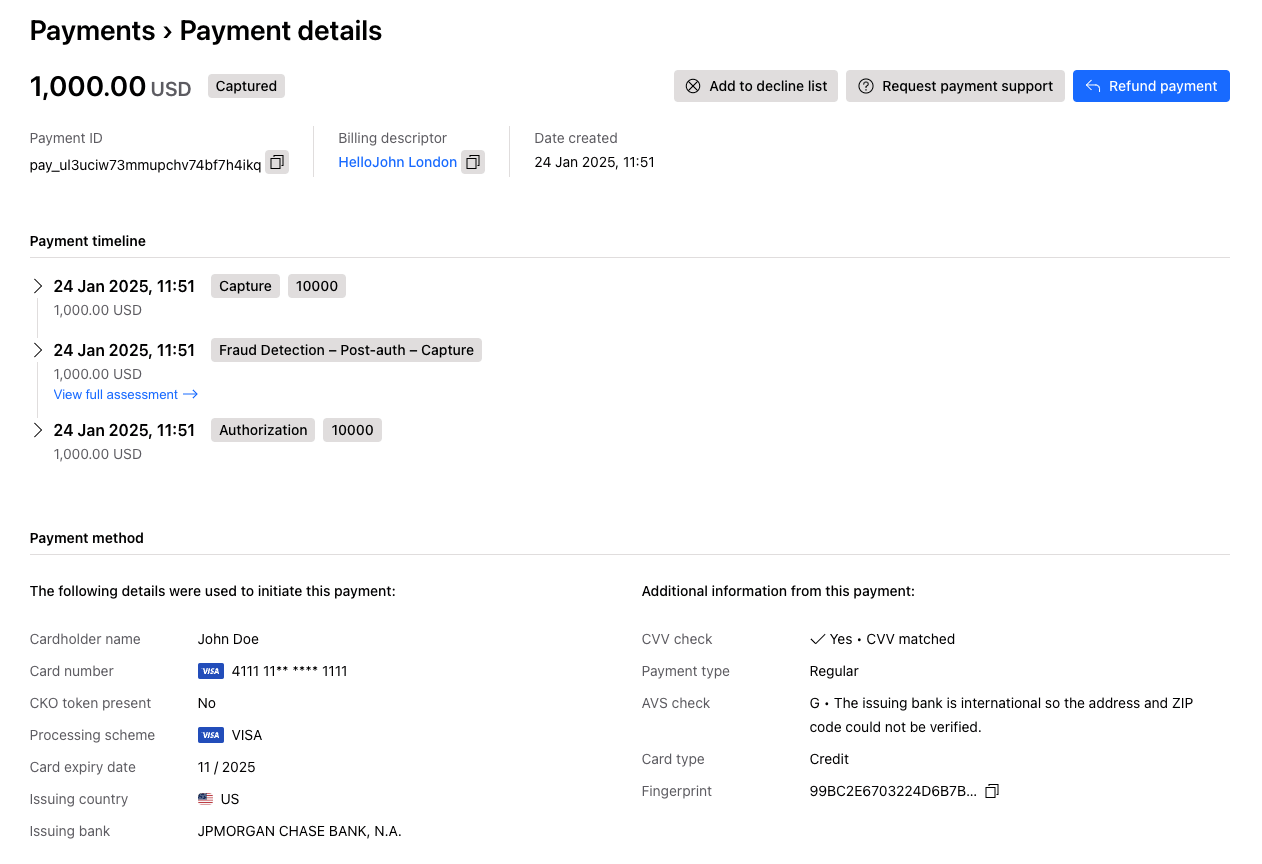 Payments › Payment details
1,000.00 USD Captured
Add to decline list
Request payment support
Refund payment
Payment ID
pay_ul3uciw73mmupchv74bf7h4ikq
Billing descriptor
HelloJohn London
Date created
24 Jan 2025, 11:51
Payment timeline
24 Jan 2025, 11:51 Capture 10000
1,000.00 USD
24 Jan 2025, 11:51 Fraud Detection – Post-auth – Capture
1,000.00 USD
View full assessment
24 Jan 2025, 11:51 Authorization 10000
1,000.00 USD
Payment method
The following details were used to initiate this payment:
Cardholder name John Doe
Card number VISA 4111 11** **** 1111
CKO token present No
Processing scheme VISA VISA
Card expiry date 11 / 2025
Issuing country US
Issuing bank JPMORGAN CHASE BANK, N.A.
Additional information from this payment:
CVV check Yes • CVV matched
Payment type Regular
AVS check G • The issuing bank is international so the address and ZIP
code could not be verified.
Card type Credit
Fingerprint 99BC2E6703224D6B7B...